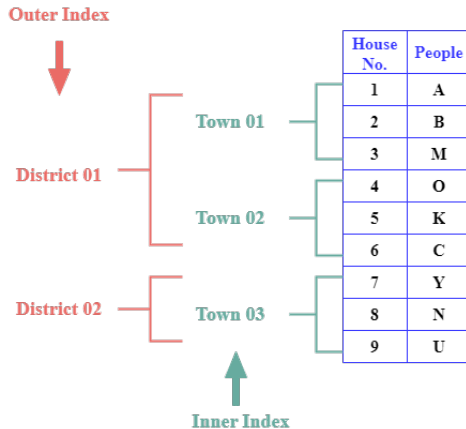 Outer Index
House No.
People
1 A
Town 01
2 B
3 M
District 01
4 O
Town 02
5 K
6 C
7 Y
District 02
Town 03
8 N
9 U
Inner Index